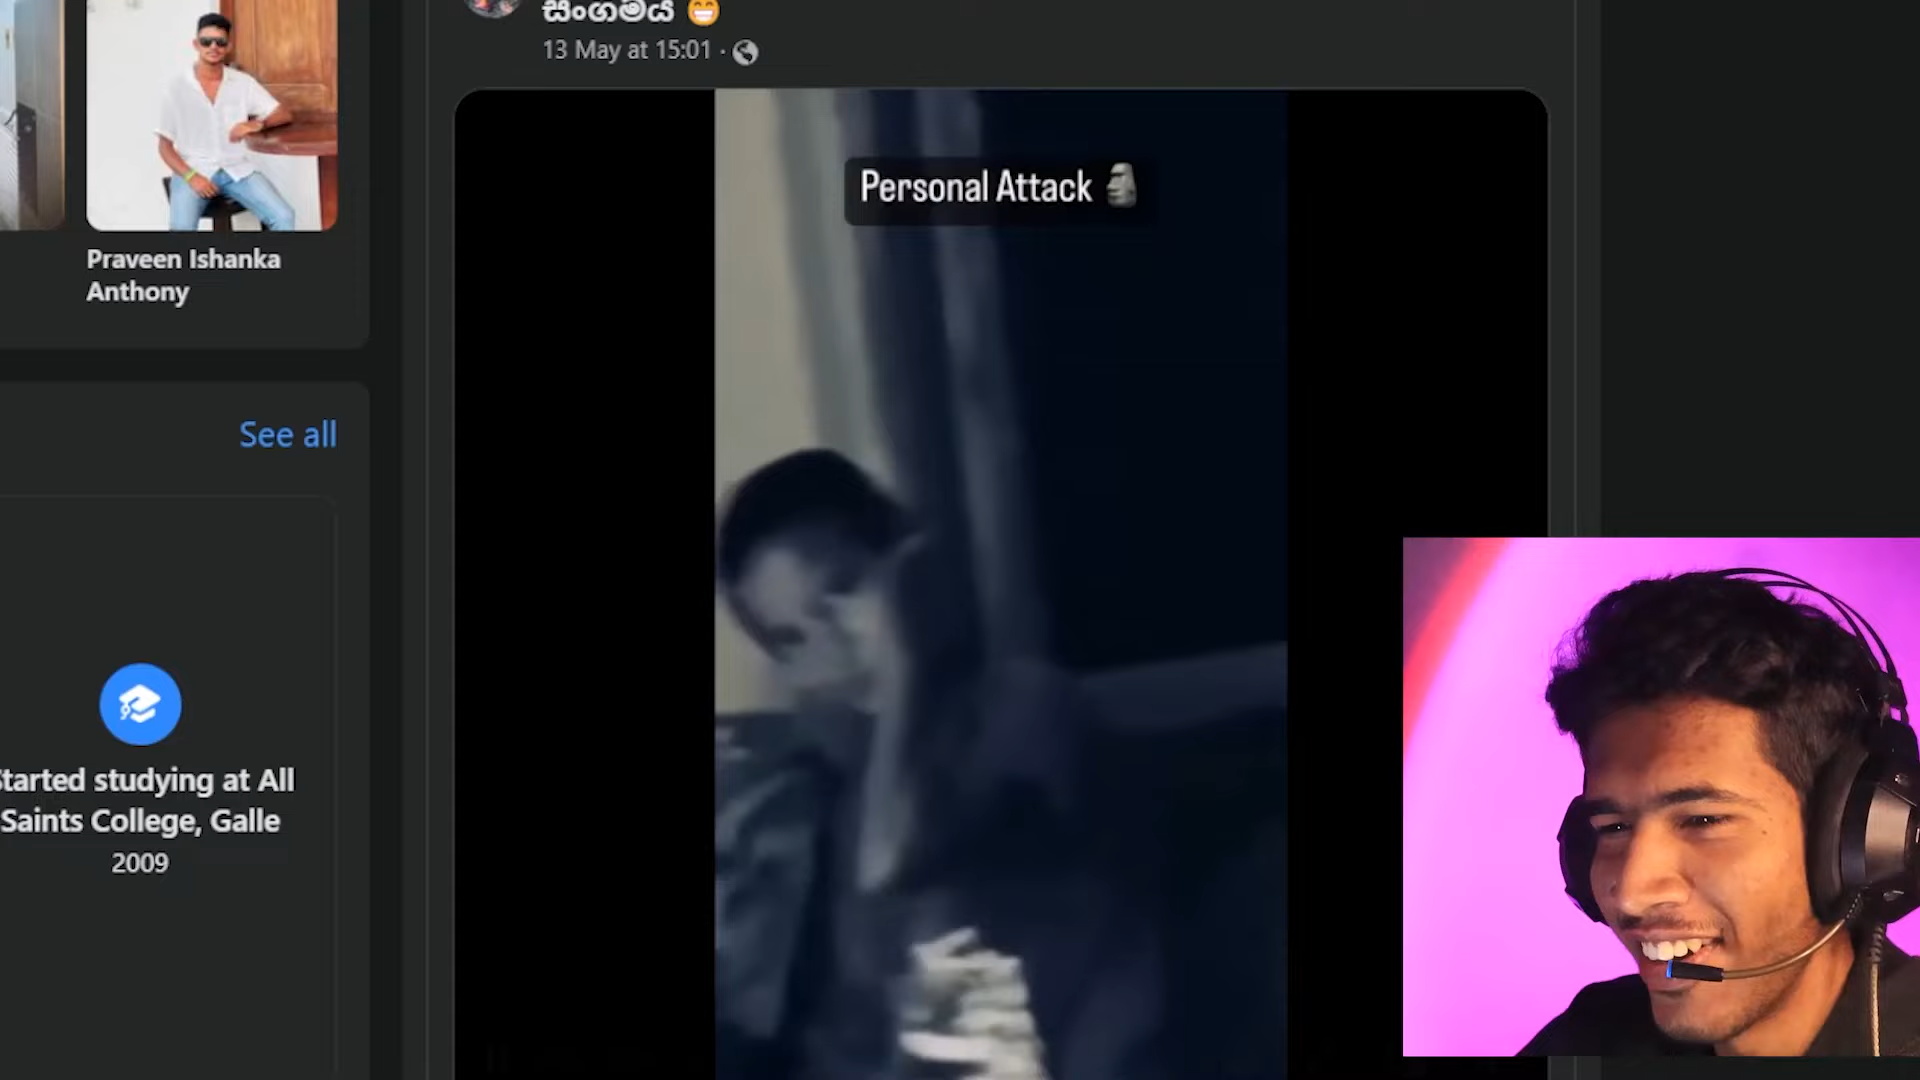 සිංගමය 😁
13 May at 15:01 ·
Personal Attack 🗿
Praveen Ishanka
Anthony
See all
Started studying at All
Saints College, Galle
2009